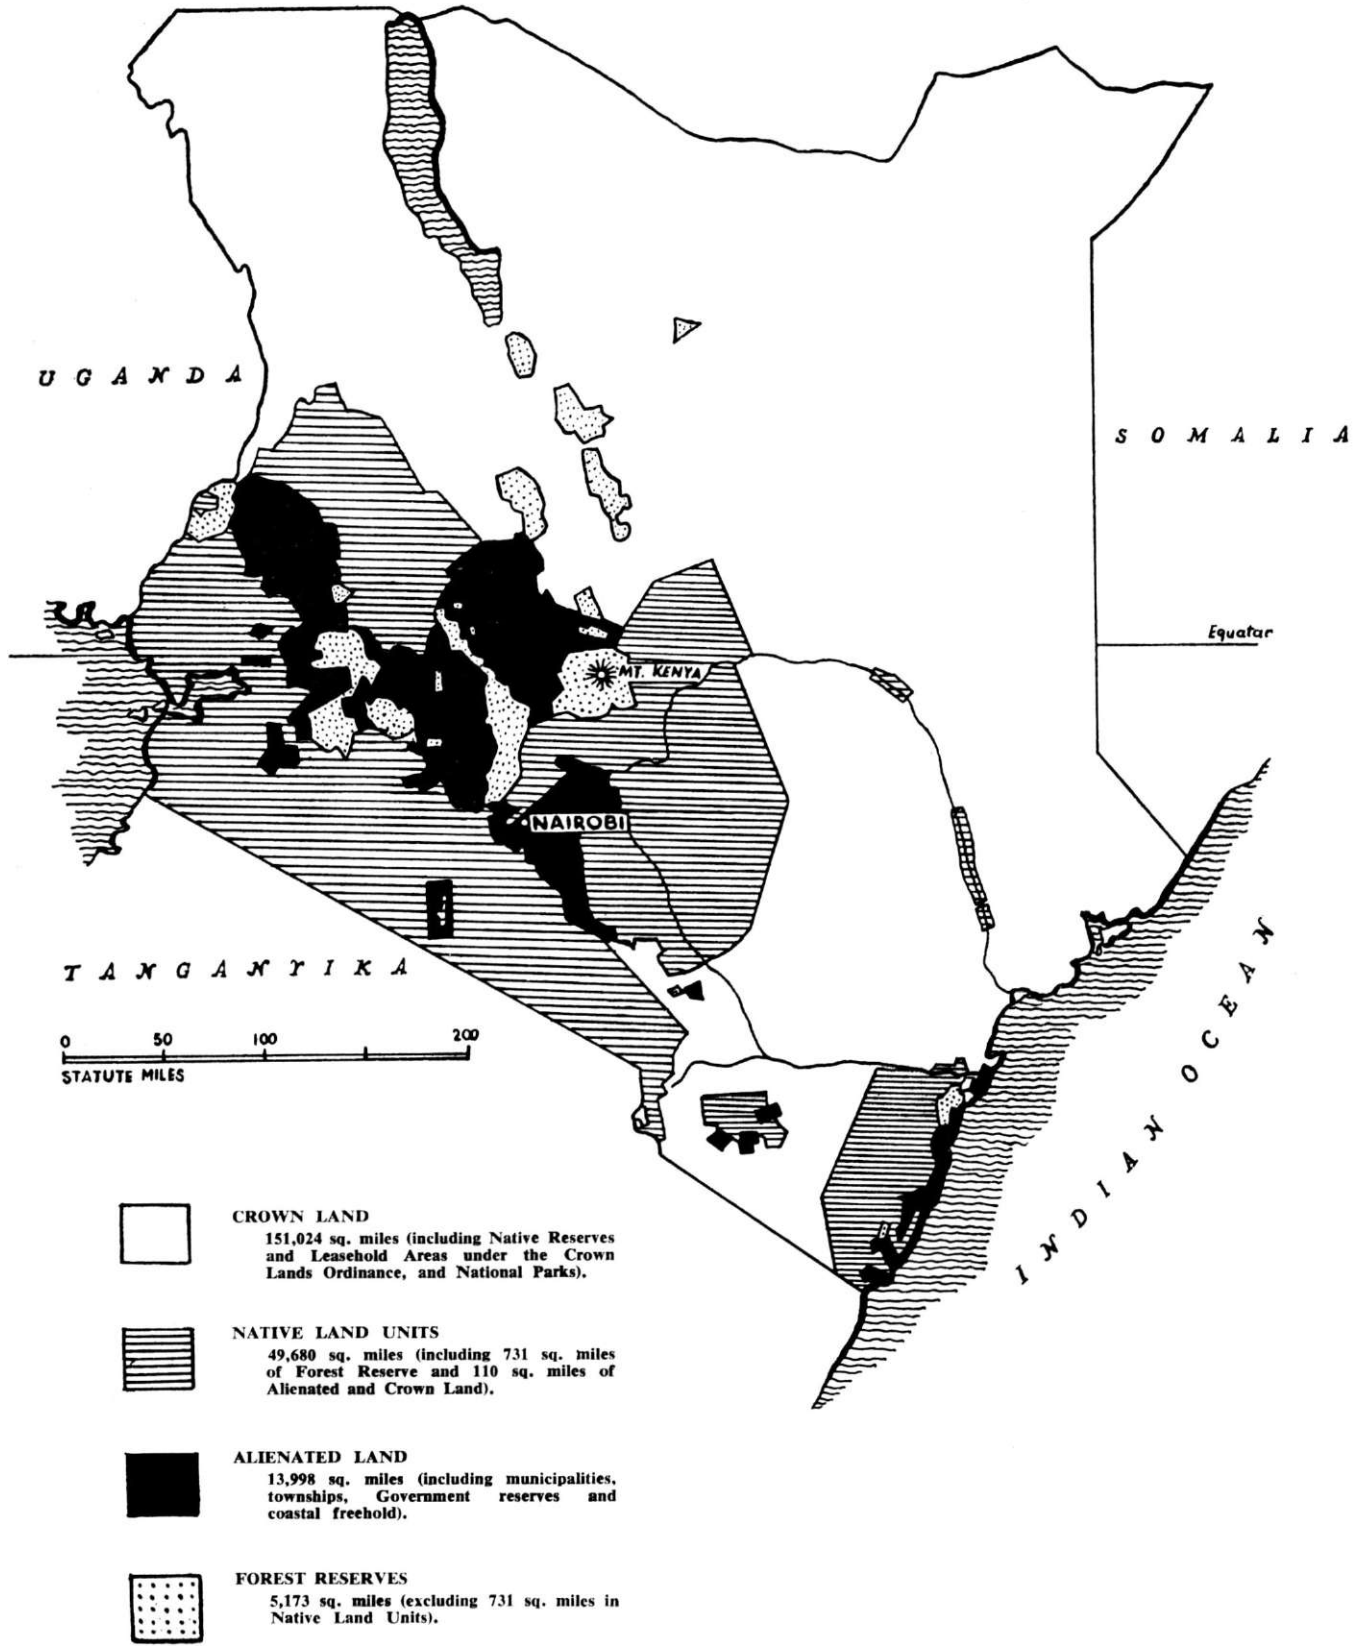 UGANDA
SOMALIA
Equatar
MT. KENYA
NAIROBI
TANGANYIKA
0 50 100 200
STATUTE MILES
INDIAN OCEAN
CROWN LAND
151,024 sq. miles (including Native Reserves
and Leasehold Areas under the Crown
Lands Ordinance, and National Parks).
NATIVE LAND UNITS
49,680 sq. miles (including 731 sq. miles
of Forest Reserve and 110 sq. miles of
Alienated and Crown Land).
ALIENATED LAND
13,998 sq. miles (including municipalities,
townships, Government reserves and
coastal freehold).
FOREST RESERVES
5,173 sq. miles (excluding 731 sq. miles in
Native Land Units).